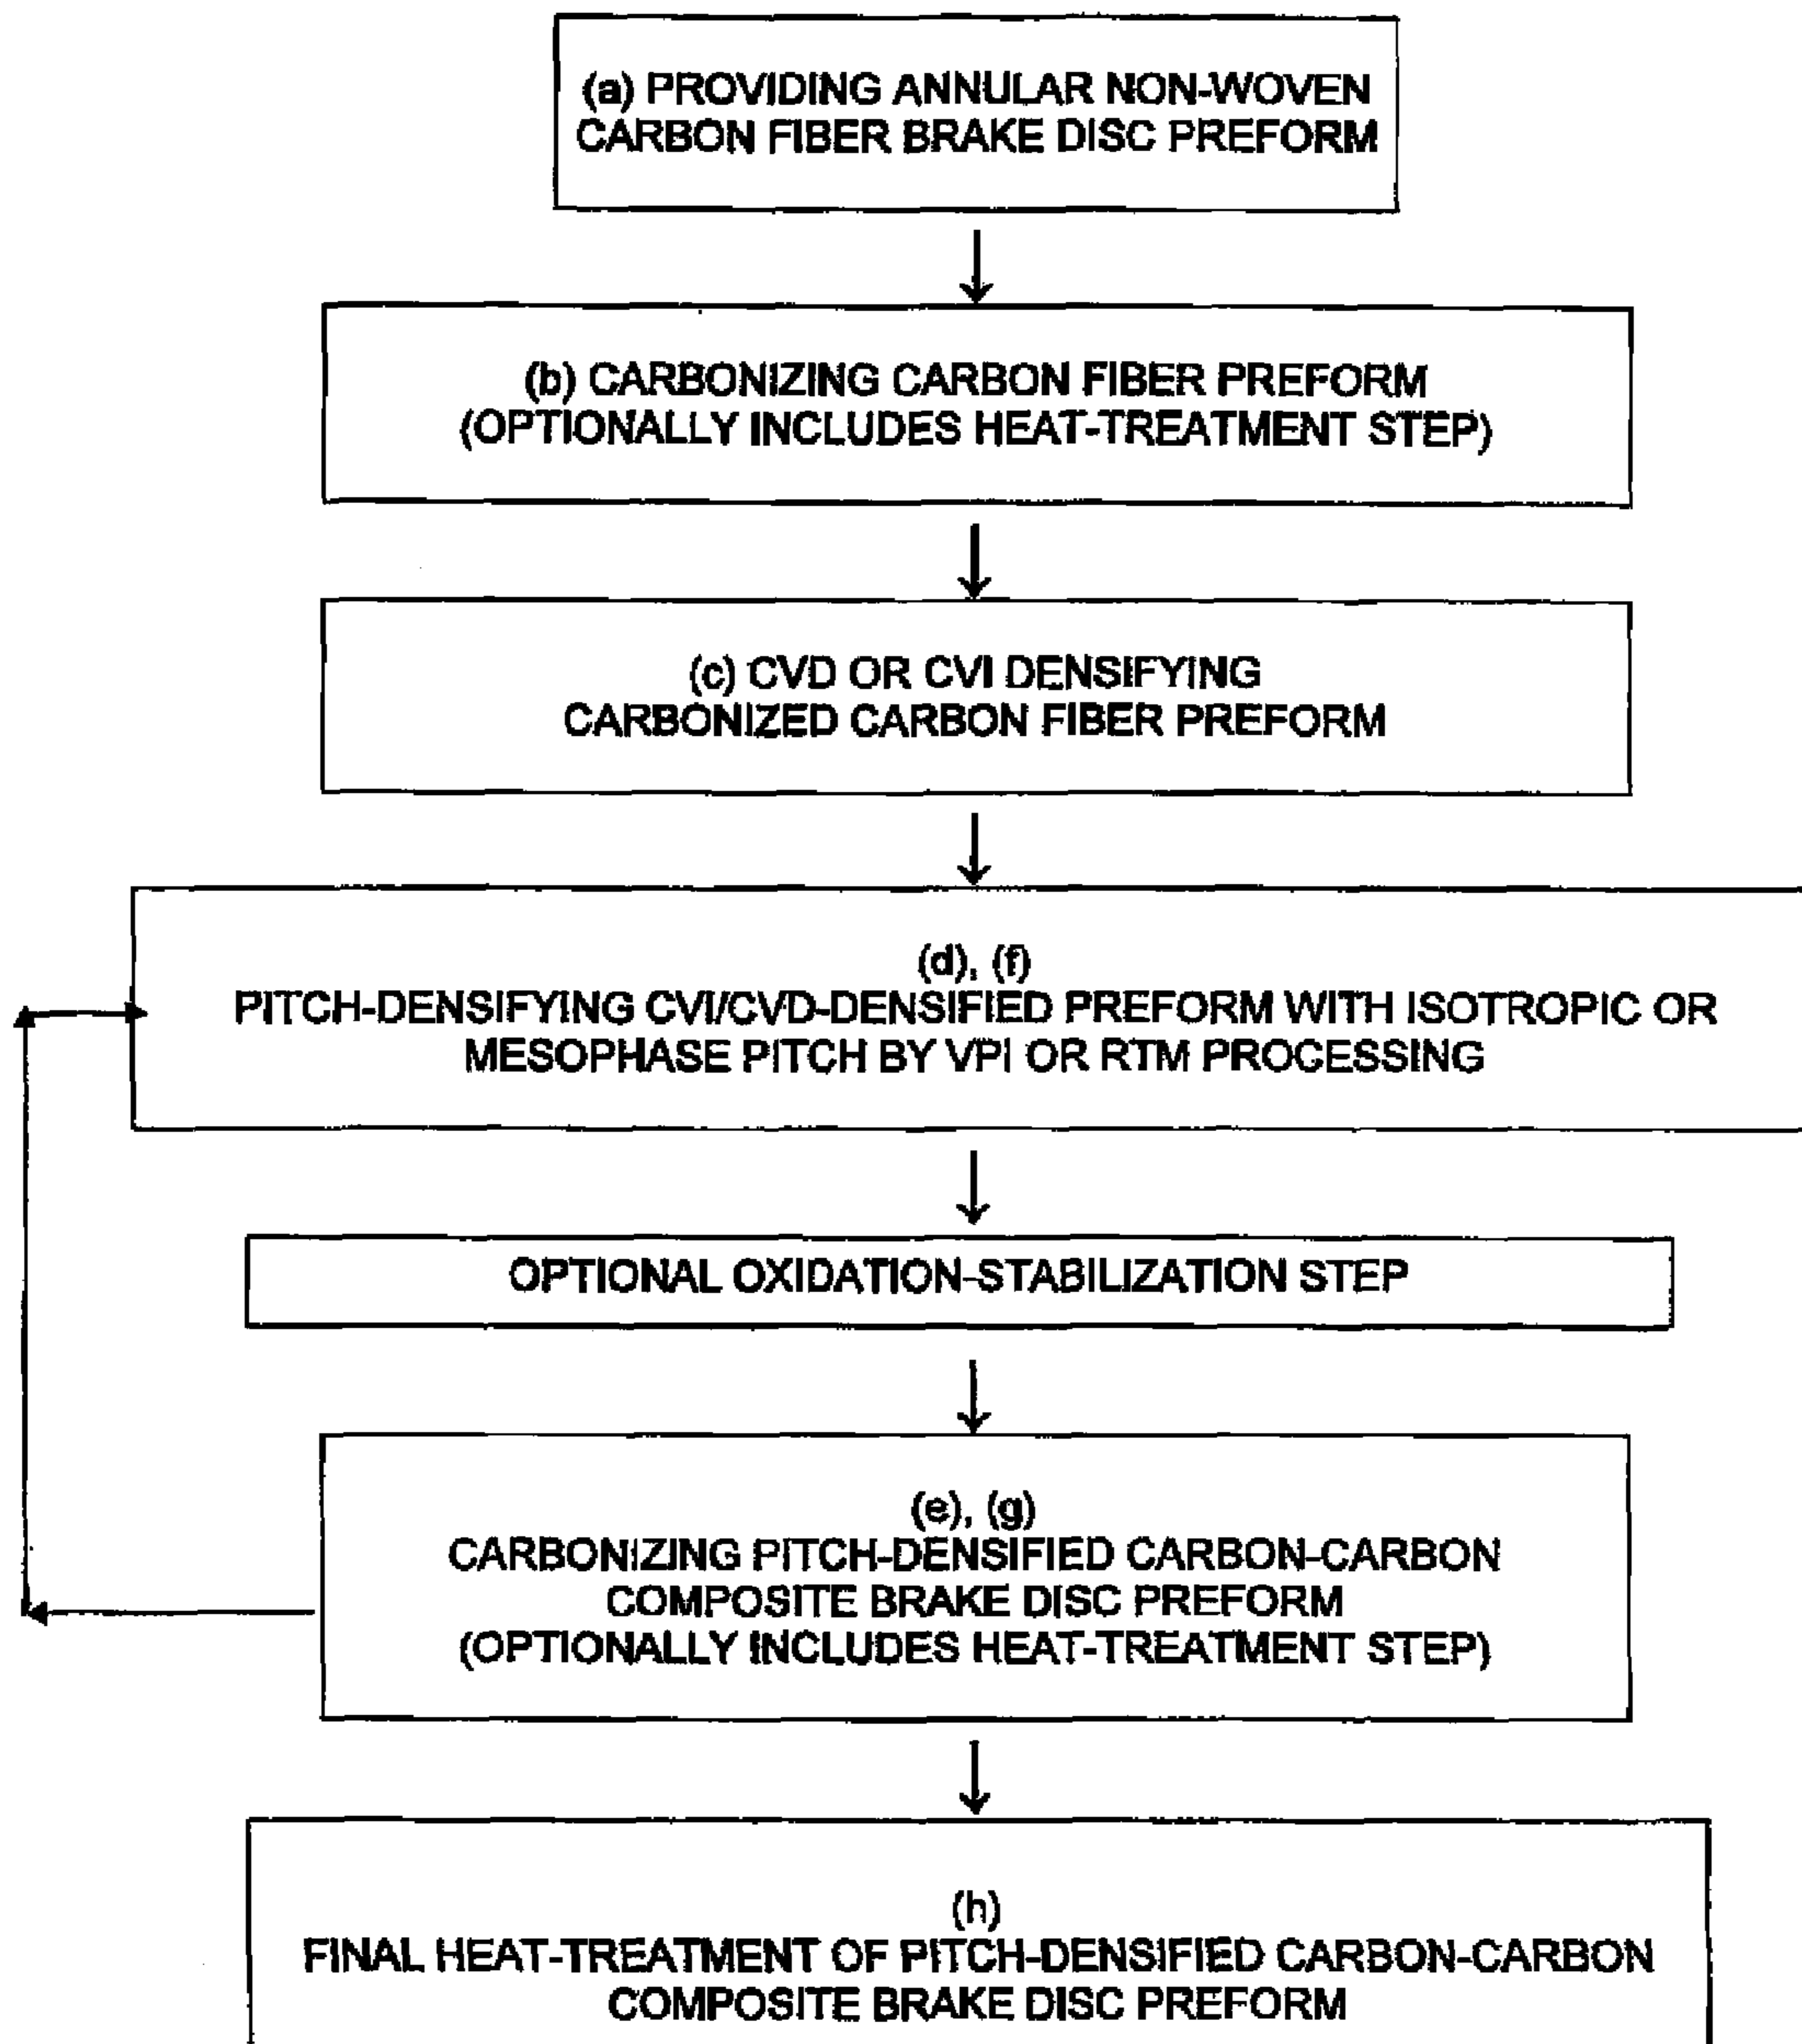 (a) PROVIDING ANNULAR NON-WOVEN
CARBON FIBER BRAKE DISC PREFORM
(b) CARBONIZING CARBON FIBER PREFORM
(OPTIONALLY INCLUDES HEAT-TREATMENT STEP)
(c) CVD OR CVI DENSIFYING
CARBONIZED CARBON FIBER PREFORM
(d), (f)
PITCH-DENSIFYING CVI/CVD-DENSIFIED PREFORM WITH ISOTROPIC OR
MESOPHASE PITCH BY VPI OR RTM PROCESSING
OPTIONAL OXIDATION-STABILIZATION STEP
(e), (g)
CARBONIZING PITCH-DENSIFIED CARBON-CARBON
COMPOSITE BRAKE DISC PREFORM
(OPTIONALLY INCLUDES HEAT-TREATMENT STEP)
(h)
FINAL HEAT-TREATMENT OF PITCH-DENSIFIED CARBON-CARBON
COMPOSITE BRAKE DISC PREFORM